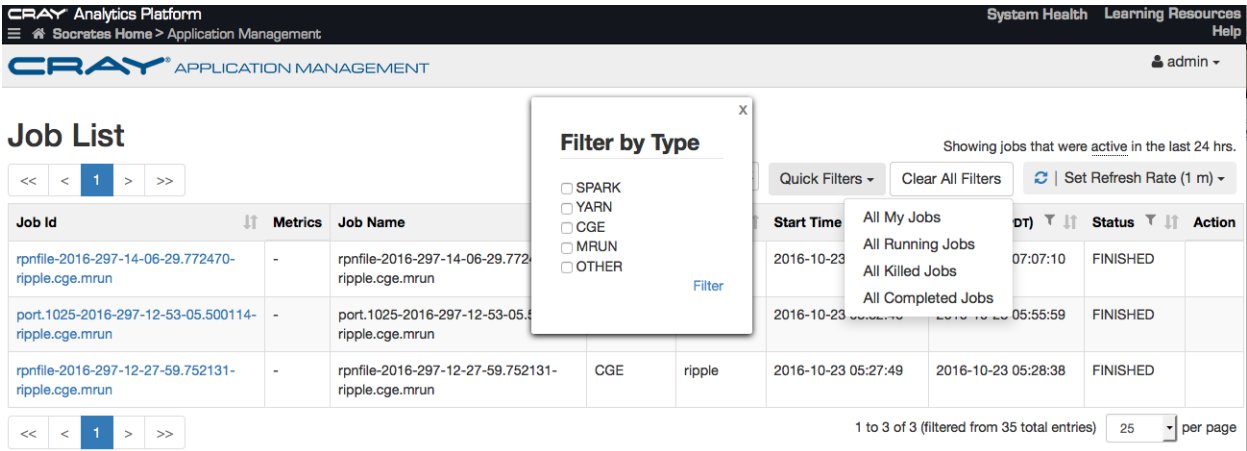 CRAY Analytics Platform
System Health Learning Resources
Socrates Home > Application Management
Help
CRAY® APPLICATION MANAGEMENT
admin
Job List
Showing jobs that were active in the last 24 hrs.
<< < 1 > >>
Quick Filters
Clear All Filters
Set Refresh Rate (1 m)
x
Filter by Type
SPARK
YARN
CGE
MRUN
OTHER
Filter
All My Jobs
All Running Jobs
All Killed Jobs
All Completed Jobs
Job Id Metrics Job Name Start Time DT) Status Action
rpnfile-2016-297-14-06-29.772470- - rpnfile-2016-297-14-06-29.772 2016-10-23 07:07:10 FINISHED
ripple.cge.mrun ripple.cge.mrun
port.1025-2016-297-12-53-05.500114- - port.1025-2016-297-12-53-05.5 2016-10-23 05:55:59 FINISHED
ripple.cge.mrun ripple.cge.mrun
rpnfile-2016-297-12-27-59.752131- - rpnfile-2016-297-12-27-59.752131- CGE ripple 2016-10-23 05:27:49 2016-10-23 05:28:38 FINISHED
ripple.cge.mrun ripple.cge.mrun
<< < 1 > >>
1 to 3 of 3 (filtered from 35 total entries) 25 per page